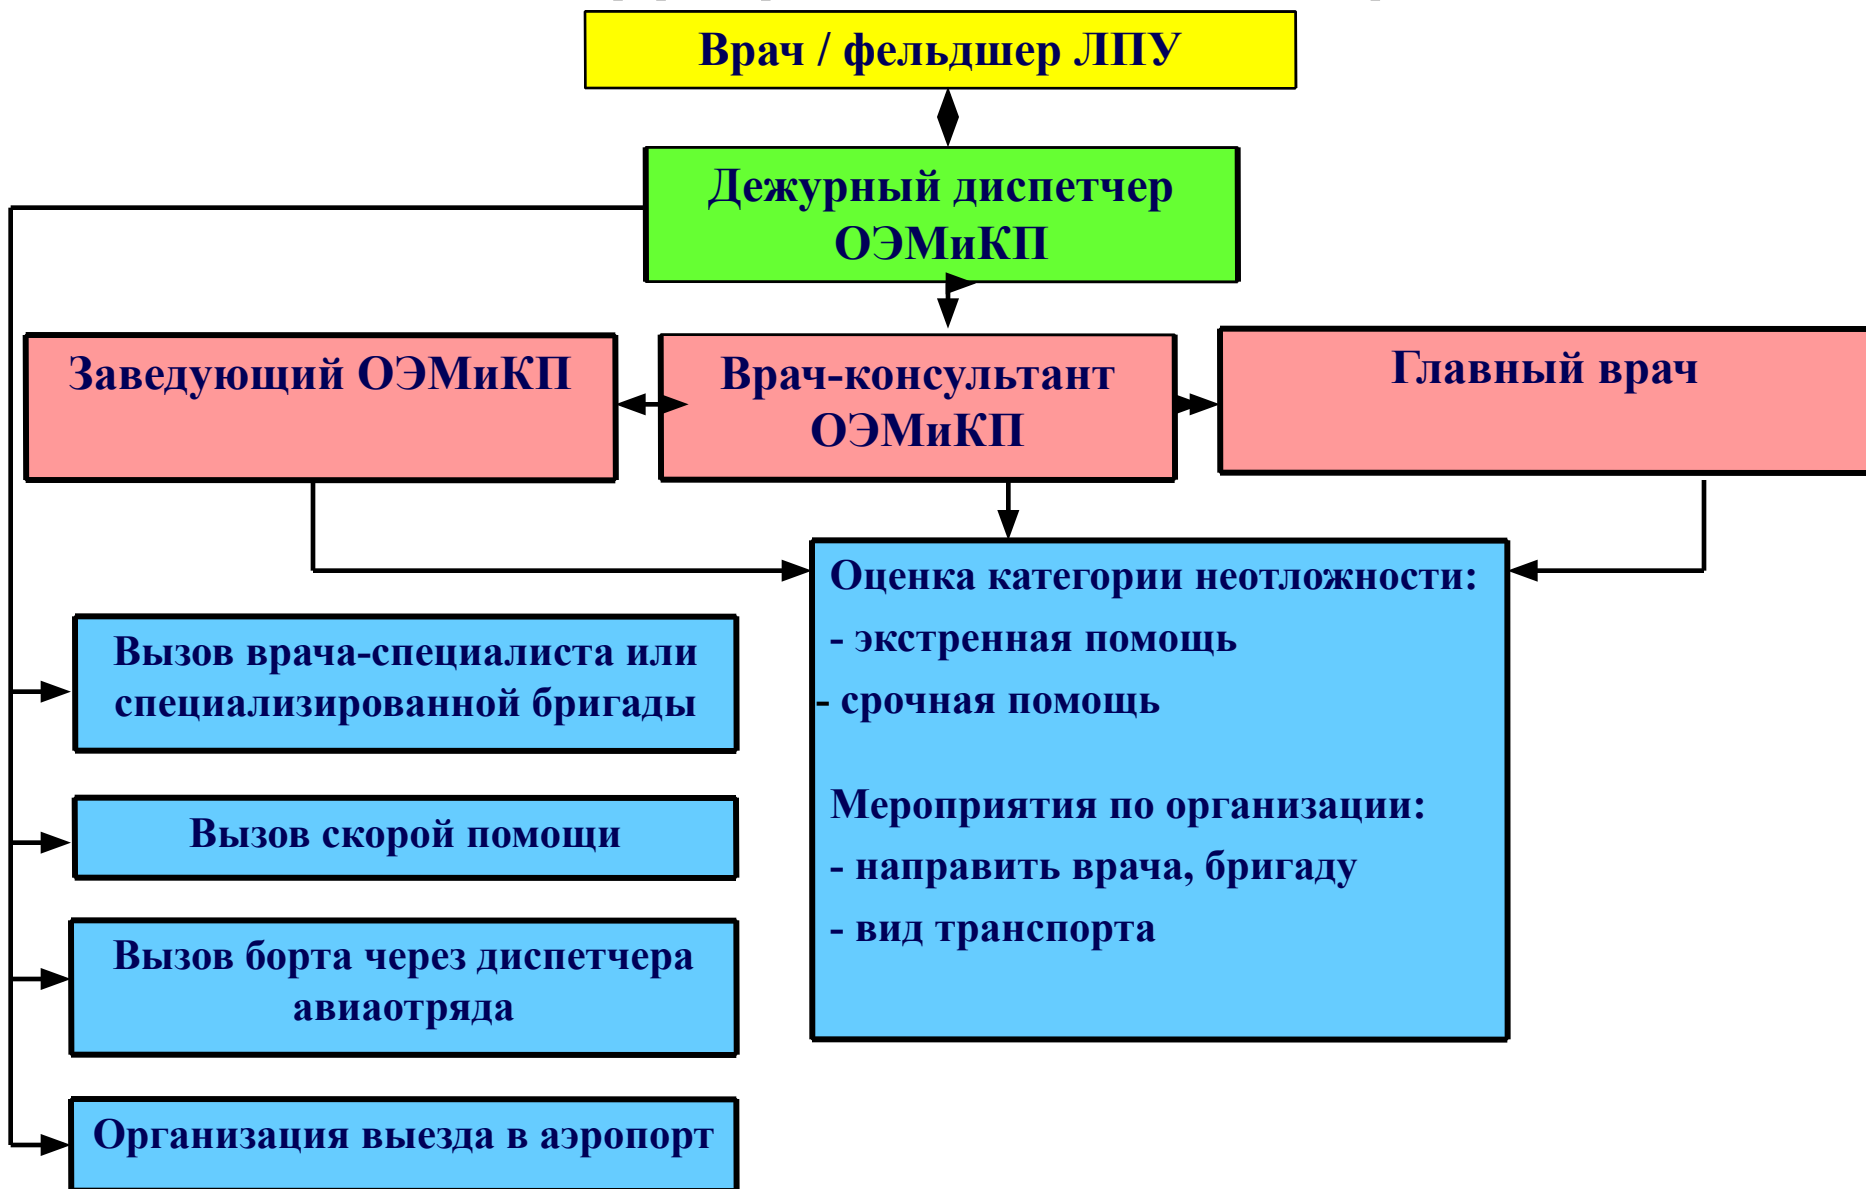 Врач / фельдшер ЛПУ
Дежурный диспетчер
ОЭМиКП
Заведующий ОЭМиКП
Врач-консультант
ОЭМиКП
Главный врач
Оценка категории неотложности:
- экстренная помощь
- срочная помощь
Мероприятия по организации:
- направить врача, бригаду
- вид транспорта
Вызов врача-специалиста или
специализированной бригады
Вызов скорой помощи
Вызов борта через диспетчера
авиаотряда
Организация выезда в аэропорт